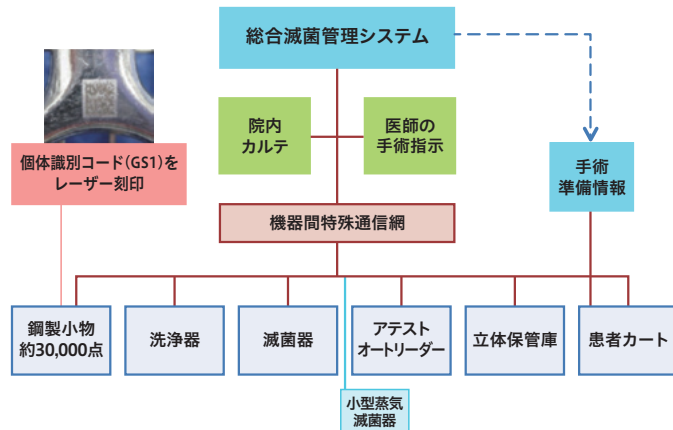 総合滅菌管理システム
院内
カルテ
医師の
手術指示
個体識別コード(GS1)を
レーザー刻印
手術
準備情報
機器間特殊通信網
鋼製小物
約30,000点
洗浄器
滅菌器
アテスト
オートリーダー
立体保管庫
患者カート
小型蒸気
滅菌器